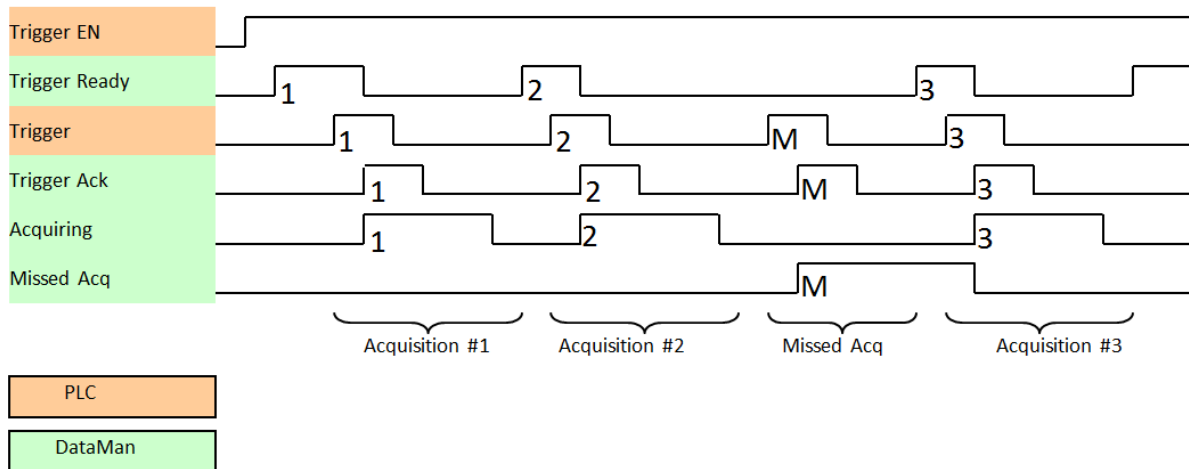 Trigger EN
Trigger Ready
1 2 3
Trigger
1 2 M 3
Trigger Ack
1 2 M 3
Acquiring
1 2 3
Missed Acq
M
Acquisition #1 Acquisition #2 Missed Acq Acquisition #3
PLC
DataMan